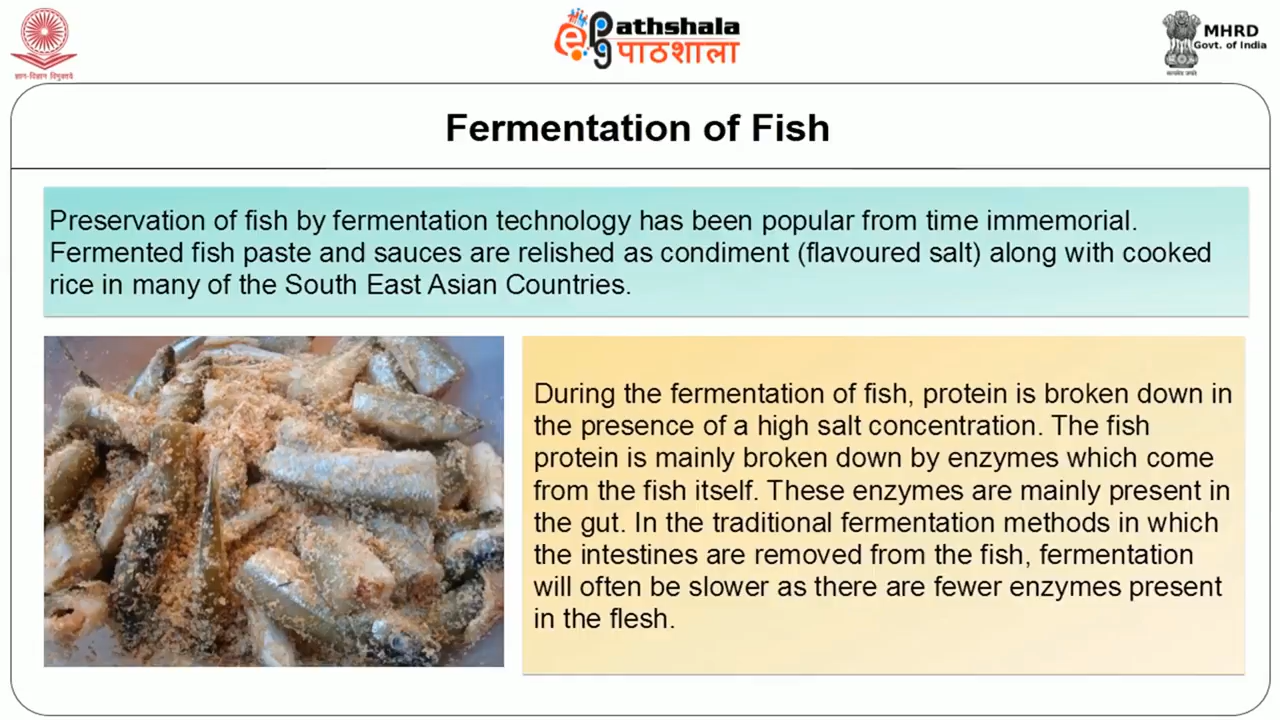 ज्ञान-विज्ञान विमुक्तये
ePathshala
पाठशाला
MHRD
Govt. of India
सत्यमेव जयते
Fermentation of Fish
Preservation of fish by fermentation technology has been popular from time immemorial.
Fermented fish paste and sauces are relished as condiment (flavoured salt) along with cooked
rice in many of the South East Asian Countries.
During the fermentation of fish, protein is broken down in
the presence of a high salt concentration. The fish
protein is mainly broken down by enzymes which come
from the fish itself. These enzymes are mainly present in
the gut. In the traditional fermentation methods in which
the intestines are removed from the fish, fermentation
will often be slower as there are fewer enzymes present
in the flesh.